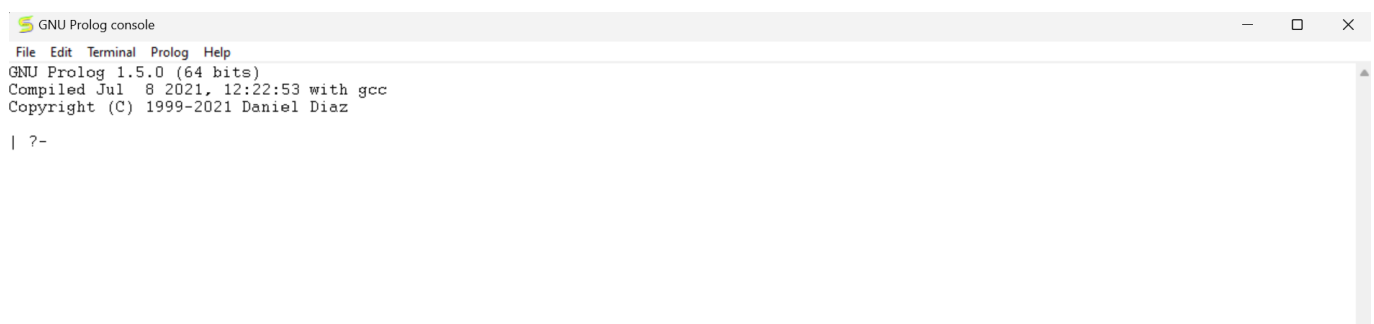 GNU Prolog console
File Edit Terminal Prolog Help
GNU Prolog 1.5.0 (64 bits)
Compiled Jul  8 2021, 12:22:53 with gcc
Copyright (C) 1999-2021 Daniel Diaz
| ?-